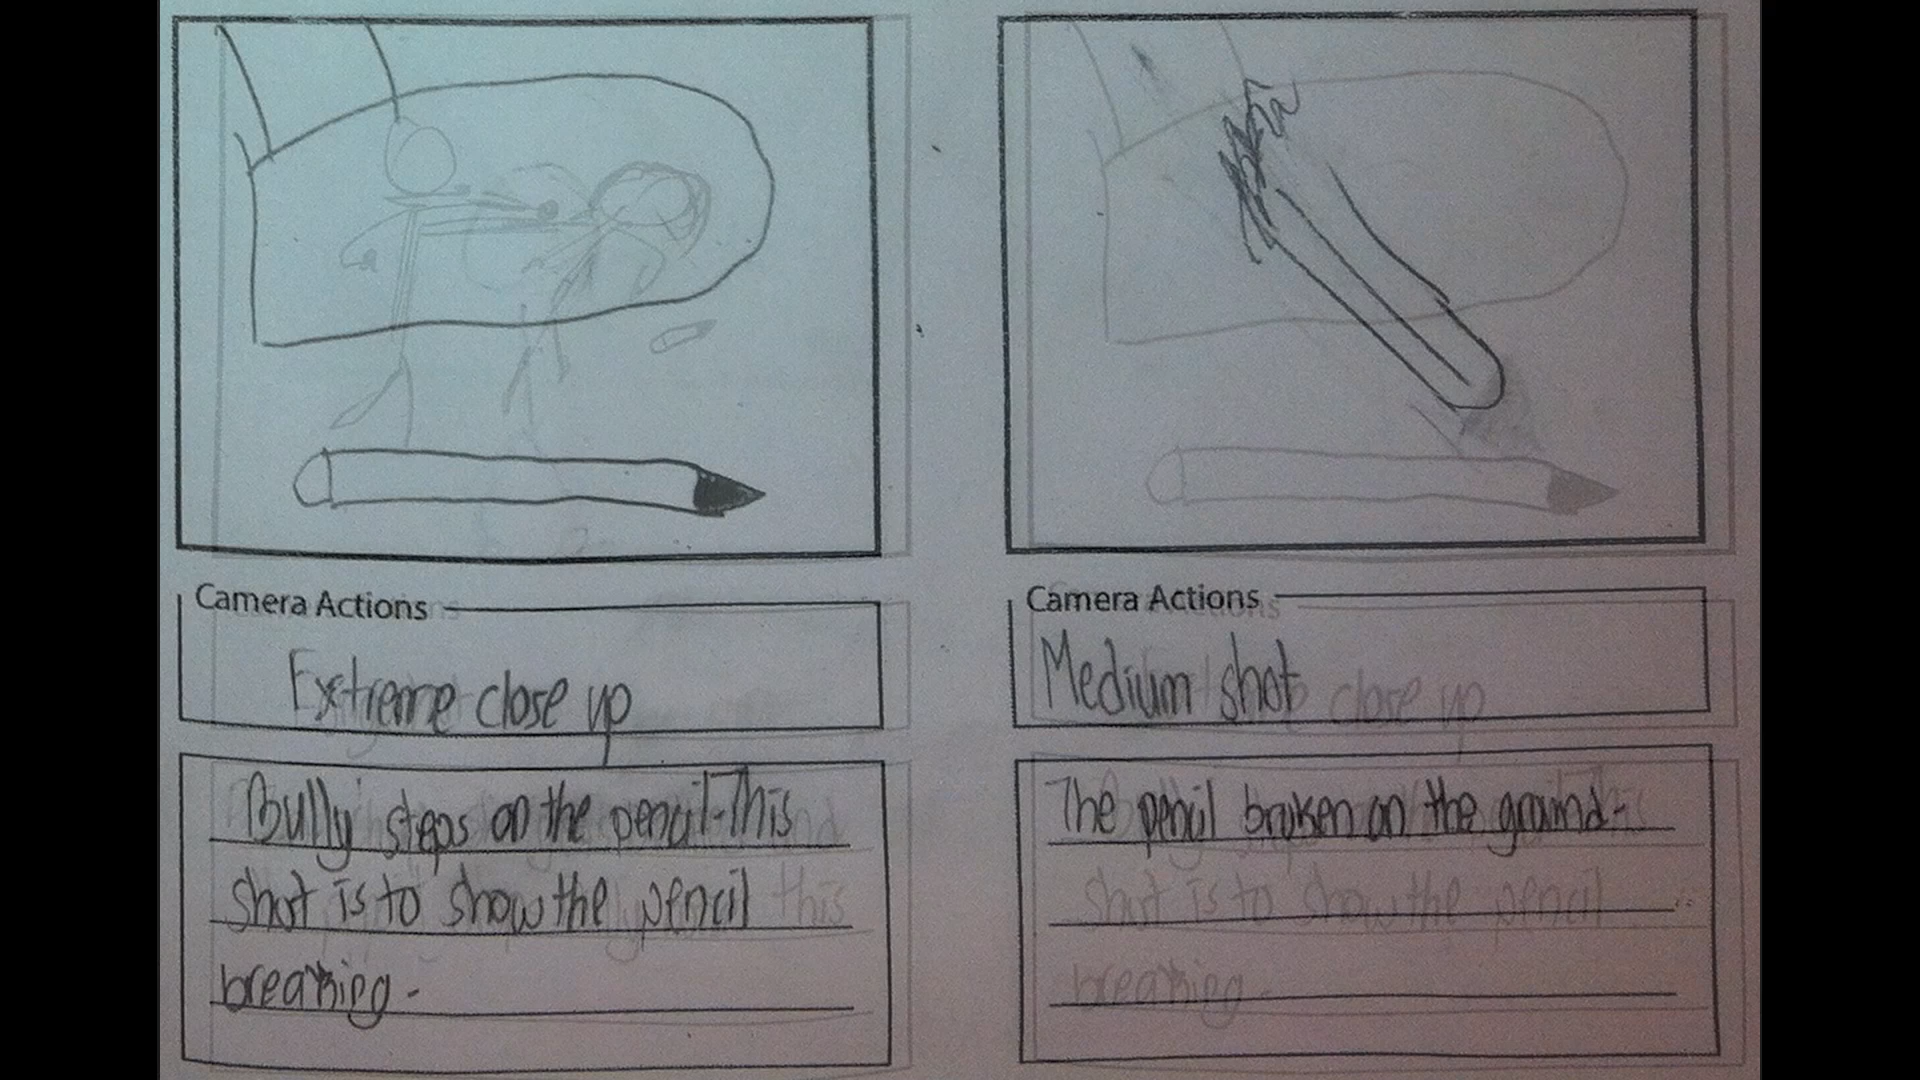 Camera Actions
Extreme close up
Bully steps on the pencil. This
shot is to show the pencil
breaking.
Camera Actions
Medium shot
The pencil broken on the ground.